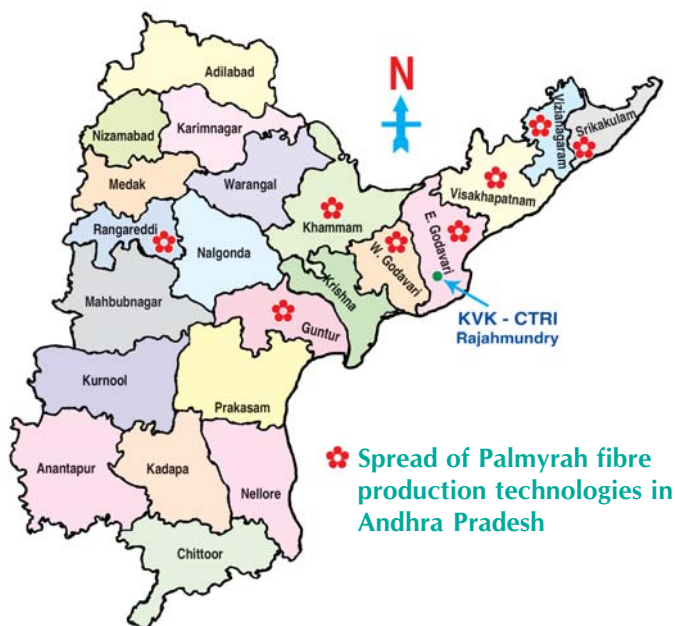 Adilabad
N
Nizamabad
Karimnagar
Vizianagaram
Srikakulam
Medak
Warangal
Visakhapatnam
Khammam
Rangareddi
Nalgonda
W. Godavari
E. Godavari
Mahbubnagar
Krishna
KVK - CTRI
Rajahmundry
Guntur
Kurnool
Prakasam
Spread of Palmyrah fibre
production technologies in
Andhra Pradesh
Anantapur
Kadapa
Nellore
Chittoor